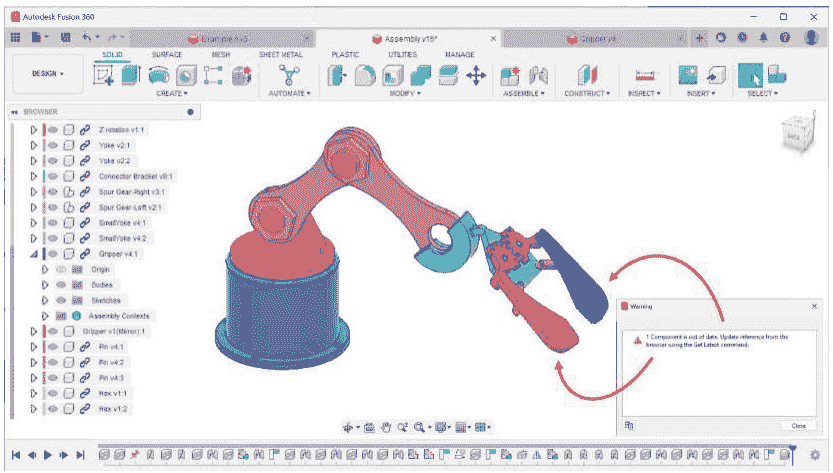 Autodesk Fusion 360
Assembly v15*
SOLID SURFACE MESH SHEET METAL PLASTIC UTILITIES MANAGE
DESIGN
CREATE AUTOMATE MODIFY ASSEMBLE CONSTRUCT INSPECT INSERT SELECT
BROWSER
Z rotation v1:1
Yoke v2:1
Yoke v2:2
Connector Bracket v8:1
Spur Gear-Right v3:1
Spur Gear-Left v2:1
SmallYoke v4:1
SmallYoke v4:2
Gripper v4:1
Origin
Bodies
Sketches
Assembly Contexts
Gripper v1(Mirror):1
Pin v4:1
Pin v4:2
Pin v4:3
Hex v1:1
Hex v1:2
BACK
Warning
1 Component is out of date. Update reference from the
browser using the Get Latest command.
Close